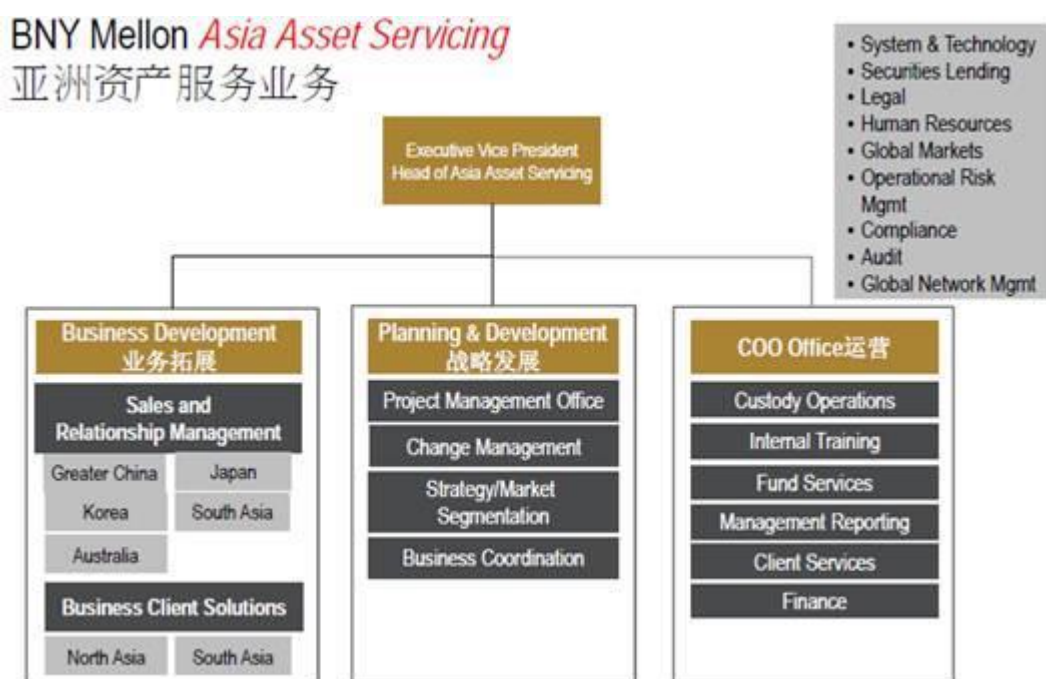 BNY Mellon Asia Asset Servicing
亚洲资产服务业务
• System & Technology
• Securities Lending
• Legal
• Human Resources
• Global Markets
• Operational Risk
Mgmt
• Compliance
• Audit
• Global Network Mgmt
Executive Vice President
Head of Asia Asset Servicing
Business Development
业务拓展
Sales and
Relationship Management
Greater China
Japan
Korea
South Asia
Australia
Business Client Solutions
North Asia
South Asia
Planning & Development
战略发展
Project Management Office
Change Management
Strategy/Market
Segmentation
Business Coordination
COO Office运营
Custody Operations
Internal Training
Fund Services
Management Reporting
Client Services
Finance